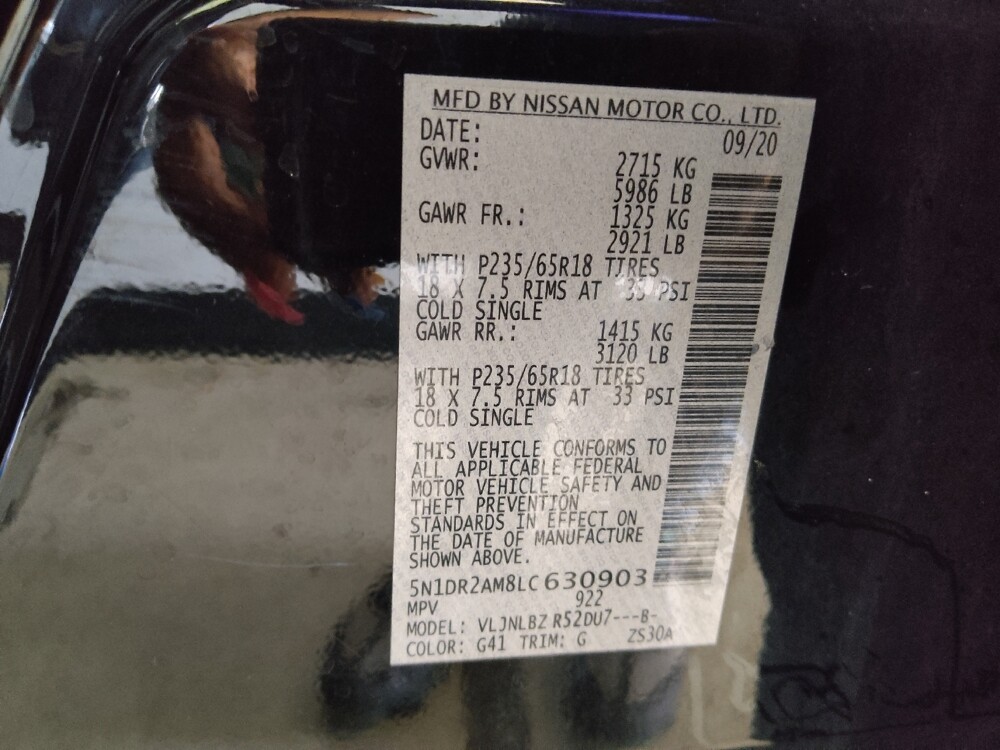 MFD BY NISSAN MOTOR CO., LTD.
DATE: 09/20
GVWR: 2715 KG
5986 LB
GAWR FR.: 1325 KG
2921 LB
WITH P235/65R18 TIRES
18 X 7.5 RIMS AT 33 PSI
COLD SINGLE
GAWR RR.: 1415 KG
3120 LB
WITH P235/65R18 TIRES
18 X 7.5 RIMS AT 33 PSI
COLD SINGLE
THIS VEHICLE CONFORMS TO
ALL APPLICABLE FEDERAL
MOTOR VEHICLE SAFETY AND
THEFT PREVENTION
STANDARDS IN EFFECT ON
THE DATE OF MANUFACTURE
SHOWN ABOVE.
5N1DR2AM8LC630903
MPV 922
MODEL: VLJNLBZ R52DU7---B-
COLOR: G41 TRIM: G ZS30A